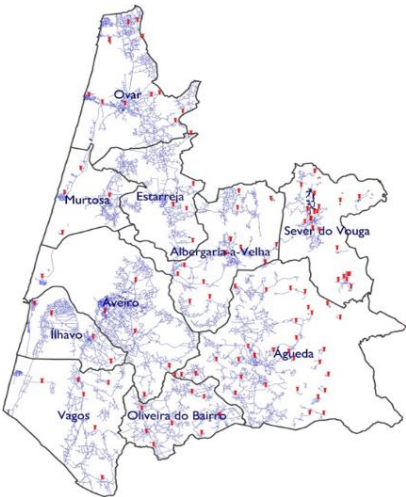 Ovar
Murtosa
Estarreja
Sever do Vouga
Albergaria-a-Velha
Aveiro
Ílhavo
Águeda
Vagos
Oliveira do Bairro